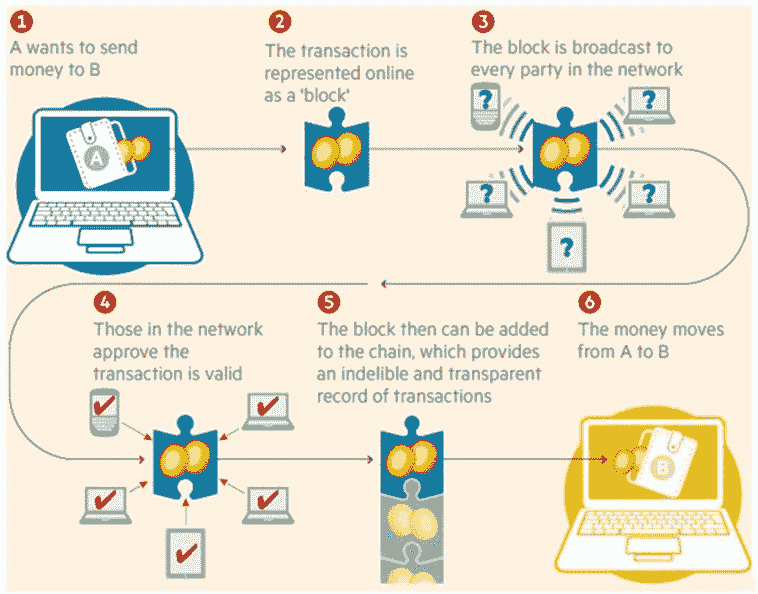 1
A wants to send
money to B
A
2
The transaction is
represented online
as a 'block'
3
The block is broadcast to
every party in the network
?
?
?
?
?
4
Those in the network
approve the
transaction is valid
5
The block then can be added
to the chain, which provides
an indelible and transparent
record of transactions
6
The money moves
from A to B
B